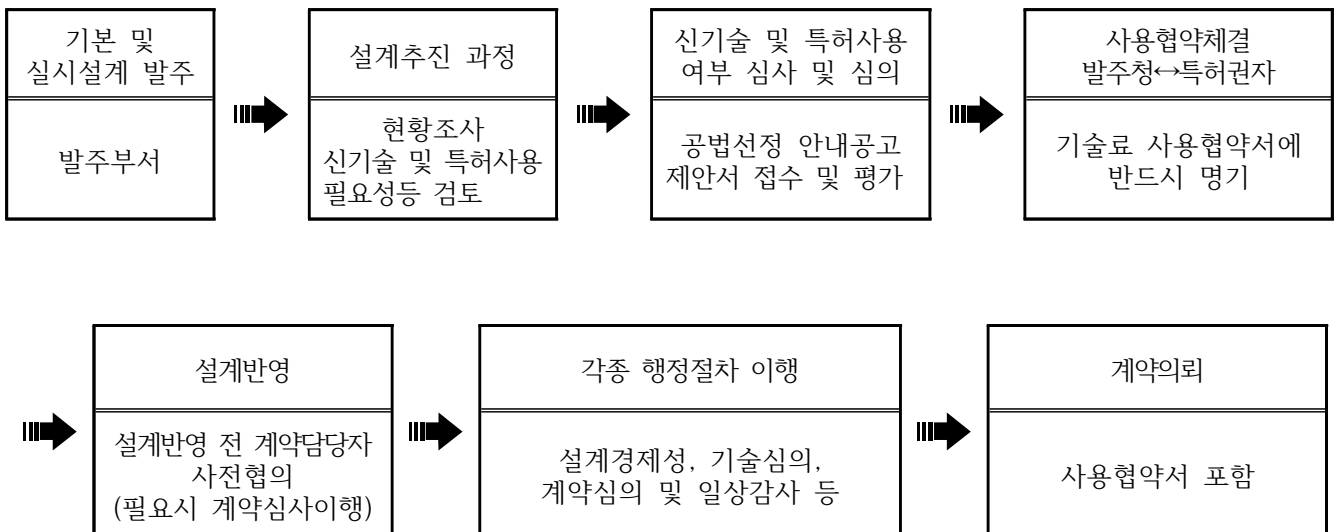 기본 및
실시설계 발주
발주부서
설계추진 과정
현황조사
신기술 및 특허사용
필요성등 검토
신기술 및 특허사용
여부 심사 및 심의
공법선정 안내공고
제안서 접수 및 평가
사용협약체결
발주청↔특허권자
기술료 사용협약서에
반드시 명기
설계반영
설계반영 전 계약담당자
사전협의
(필요시 계약심사이행)
각종 행정절차 이행
설계경제성, 기술심의,
계약심의 및 일상감사 등
계약의뢰
사용협약서 포함